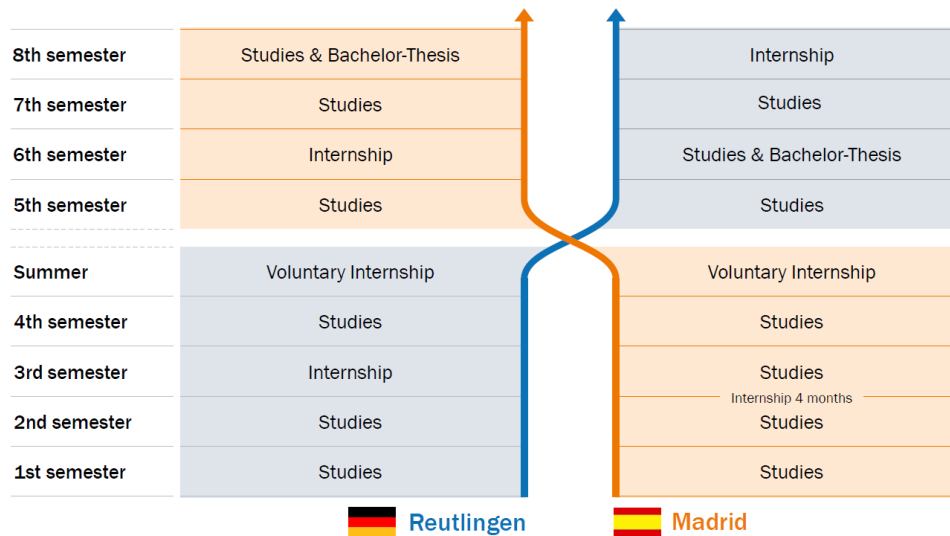 8th semester Studies & Bachelor-Thesis Internship
7th semester Studies Studies
6th semester Internship Studies & Bachelor-Thesis
5th semester Studies Studies
Summer Voluntary Internship Voluntary Internship
4th semester Studies Studies
3rd semester Internship Studies
Internship 4 months
2nd semester Studies Studies
1st semester Studies Studies
Reutlingen Madrid